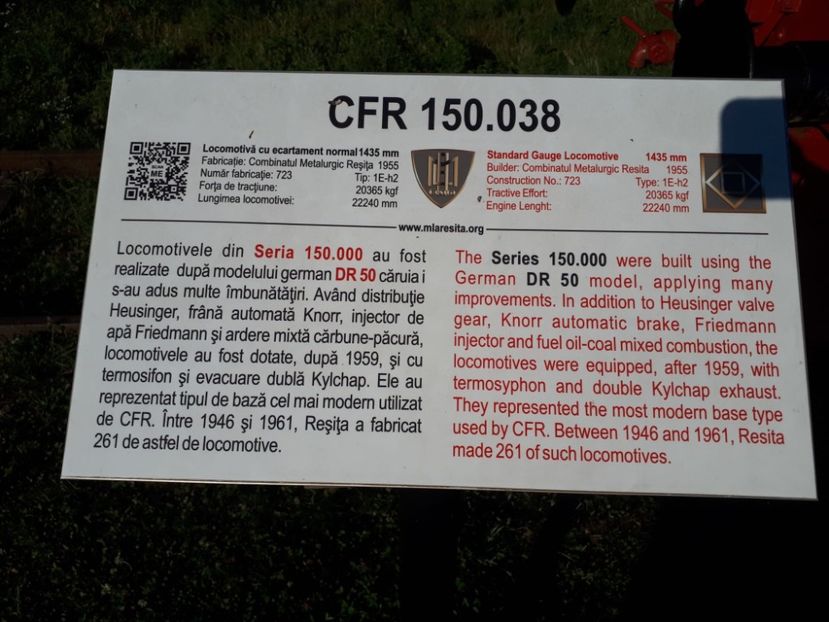 CFR 150.038
Locomotivă cu ecartament normal 1435 mm
Fabricație: Combinatul Metalurgic Reșița 1955
Număr fabricație: 723 Tip: 1E-h2
Forța de tracțiune: 20365 kgf
Lungimea locomotivei: 22240 mm
SCAN
ME
Standard Gauge Locomotive 1435 mm
Builder: Combinatul Metalurgic Resita 1955
Construction No.: 723 Type: 1E-h2
Tractive Effort: 20365 kgf
Engine Lenght: 22240 mm
www.mlaresita.org
Locomotivele din Seria 150.000 au fost
realizate după modelului german DR 50 căruia i
s-au adus multe îmbunătățiri. Având distribuție
Heusinger, frână automată Knorr, injector de
apă Friedmann și ardere mixtă cărbune-păcură,
locomotivele au fost dotate, după 1959, și cu
termosifon și evacuare dublă Kylchap. Ele au
reprezentat tipul de bază cel mai modern utilizat
de CFR. Între 1946 și 1961, Reșița a fabricat
261 de astfel de locomotive.
The Series 150.000 were built using the
German DR 50 model, applying many
improvements. In addition to Heusinger valve
gear, Knorr automatic brake, Friedmann
injector and fuel oil-coal mixed combustion, the
locomotives were equipped, after 1959, with
termosyphon and double Kylchap exhaust.
They represented the most modern base type
used by CFR. Between 1946 and 1961, Resita
made 261 of such locomotives.